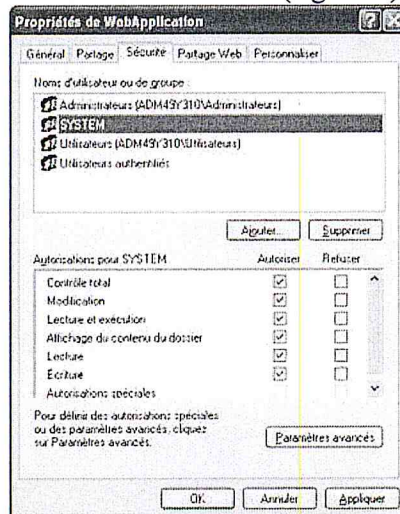 Propriétés de WebApplication
Général Partage Sécurité Partage Web Personnaliser
Noms d'utilisateur ou de groupe :
Administrateurs (ADM49Y310\Administrateurs)
SYSTEM
Utilisateurs (ADM49Y310\Utilisateurs)
Utilisateurs authentifiés
Ajouter... Supprimer
Autorisations pour SYSTEM Autoriser Refuser
Contrôle total
Modification
Lecture et exécution
Affichage du contenu du dossier
Lecture
Écriture
Autorisations spéciales
Pour définir des autorisations spéciales
ou des paramètres avancés, cliquez
sur Paramètres avancés.
Paramètres avancés
OK Annuler Appliquer